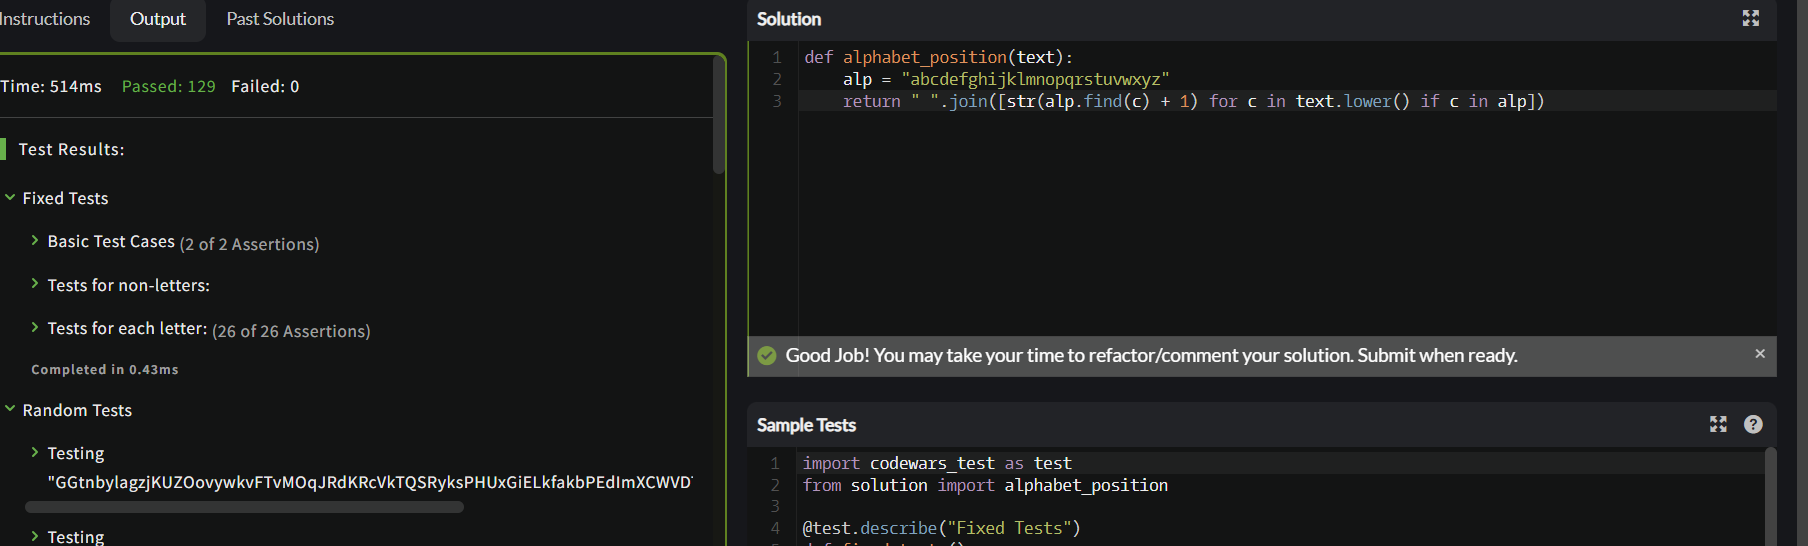 Instructions Output Past Solutions
Time: 514ms Passed: 129 Failed: 0
Test Results:
Fixed Tests
Basic Test Cases (2 of 2 Assertions)
Tests for non-letters:
Tests for each letter: (26 of 26 Assertions)
Completed in 0.43ms
Random Tests
Testing
"GGtnbylagzjKUZOovywkvFTvMOqJRdKRcVkTQSRyksPHUxGiELkfakbPEdImXCWVD
Testing
Solution
1 def alphabet_position(text):
2 alp = "abcdefghijklmnopqrstuvwxyz"
3 return " ".join([str(alp.find(c) + 1) for c in text.lower() if c in alp])
Good Job! You may take your time to refactor/comment your solution. Submit when ready.
Sample Tests
1 import codewars_test as test
2 from solution import alphabet_position
3
4 @test.describe("Fixed Tests")